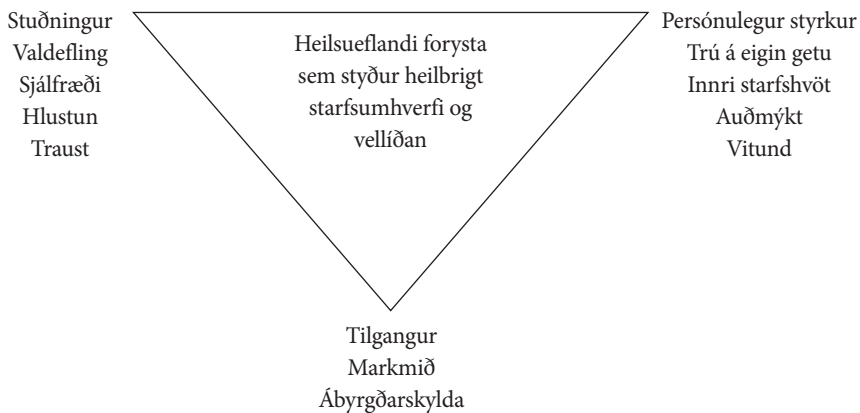 Stuðningur
Valdefling
Sjálfræði
Hlustun
Traust
Heilsueflandi forysta
sem styður heilbrigt
starfsumhverfi og
vellíðan
Persónulegur styrkur
Trú á eigin getu
Innri starfshvöt
Auðmýkt
Vitund
Tilgangur
Markmið
Ábyrgðarskylda